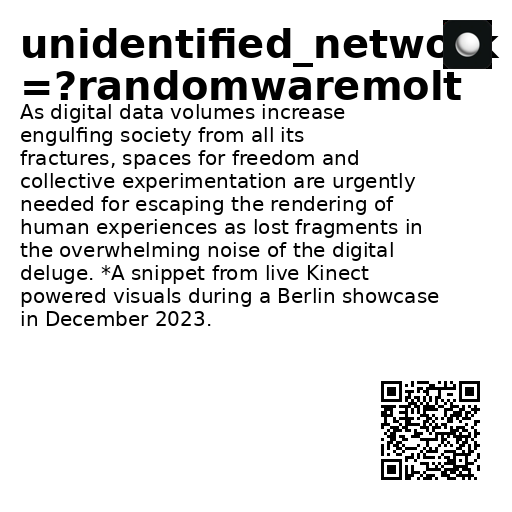 unidentified_network
=?randomwaremolt
As digital data volumes increase
engulfing society from all its
fractures, spaces for freedom and
collective experimentation are urgently
needed for escaping the rendering of
human experiences as lost fragments in
the overwhelming noise of the digital
deluge. *A snippet from live Kinect
powered visuals during a Berlin showcase
in December 2023.